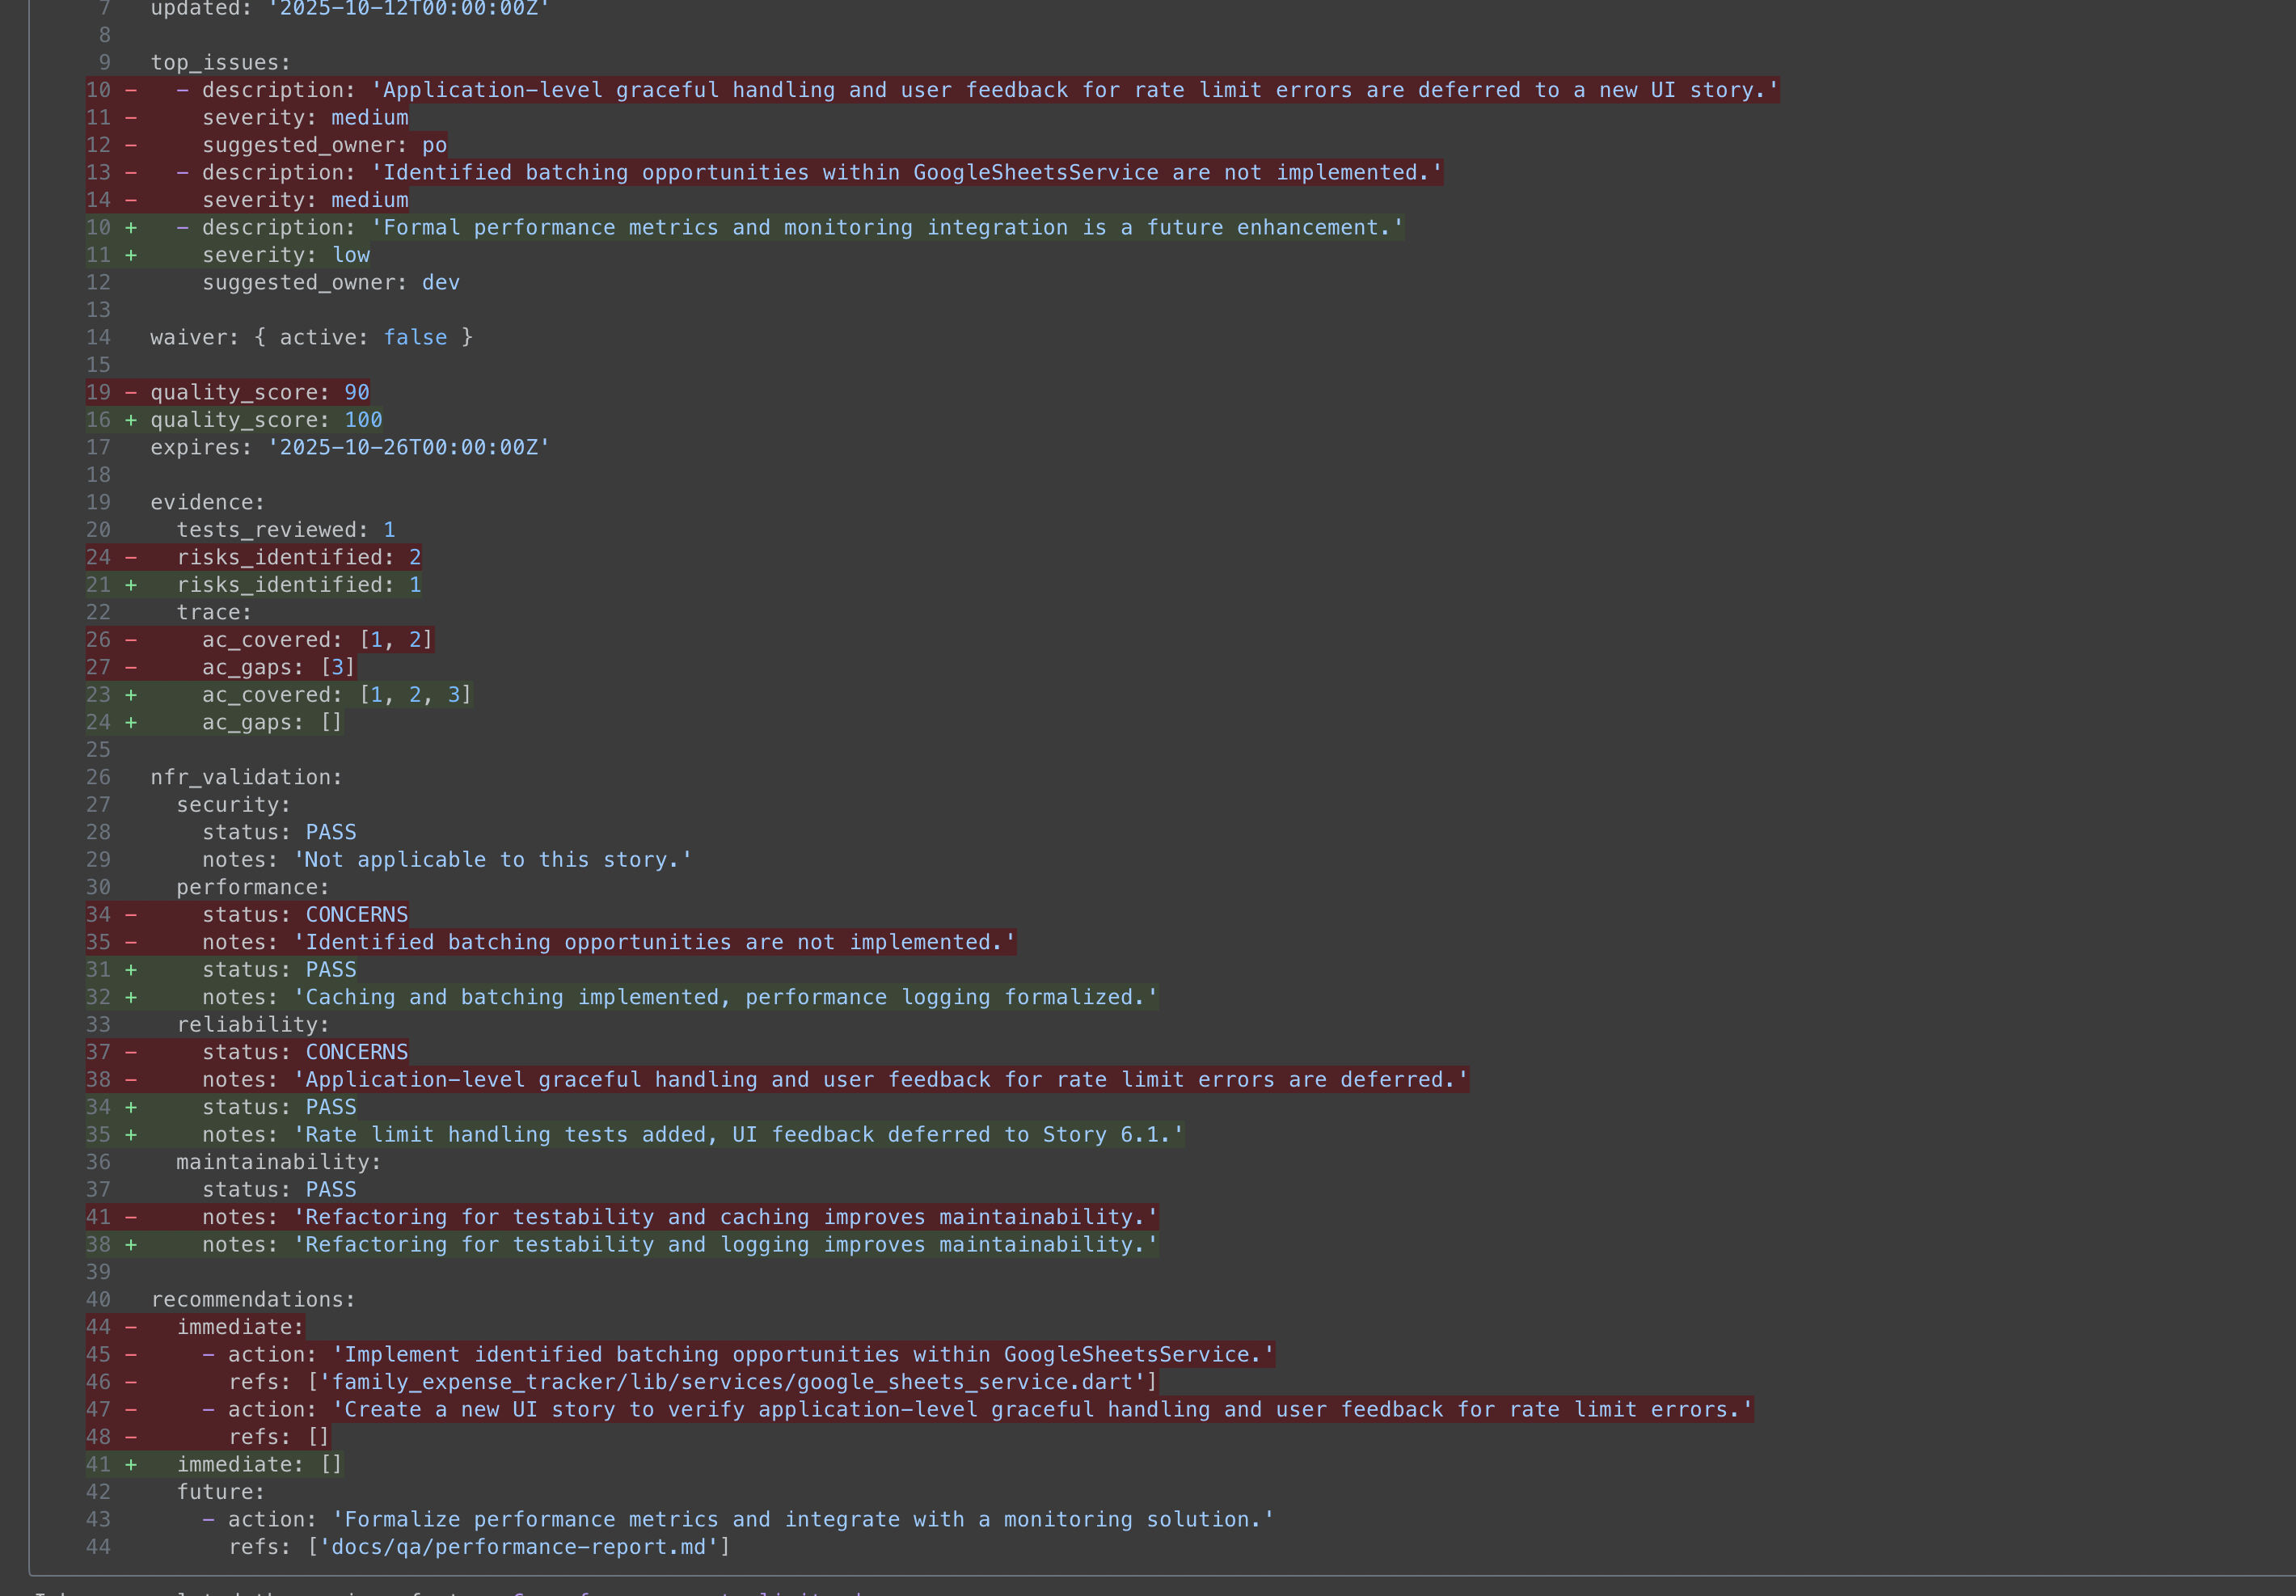 7 updated: '2025-10-12T00:00:00Z'
8
9 top_issues:
10 - - description: 'Application-level graceful handling and user feedback for rate limit errors are deferred to a new UI story.'
11 - severity: medium
12 - suggested_owner: po
13 - - description: 'Identified batching opportunities within GoogleSheetsService are not implemented.'
14 - severity: medium
10 + - description: 'Formal performance metrics and monitoring integration is a future enhancement.'
11 + severity: low
12 suggested_owner: dev
13
14 waiver: { active: false }
15
19 - quality_score: 90
16 + quality_score: 100
17 expires: '2025-10-26T00:00:00Z'
18
19 evidence:
20 tests_reviewed: 1
24 - risks_identified: 2
21 + risks_identified: 1
22 trace:
26 - ac_covered: [1, 2]
27 - ac_gaps: [3]
23 + ac_covered: [1, 2, 3]
24 + ac_gaps: []
25
26 nfr_validation:
27 security:
28 status: PASS
29 notes: 'Not applicable to this story.'
30 performance:
34 - status: CONCERNS
35 - notes: 'Identified batching opportunities are not implemented.'
31 + status: PASS
32 + notes: 'Caching and batching implemented, performance logging formalized.'
33 reliability:
37 - status: CONCERNS
38 - notes: 'Application-level graceful handling and user feedback for rate limit errors are deferred.'
34 + status: PASS
35 + notes: 'Rate limit handling tests added, UI feedback deferred to Story 6.1.'
36 maintainability:
37 status: PASS
41 - notes: 'Refactoring for testability and caching improves maintainability.'
38 + notes: 'Refactoring for testability and logging improves maintainability.'
39
40 recommendations:
44 - immediate:
45 - - action: 'Implement identified batching opportunities within GoogleSheetsService.'
46 - refs: ['family_expense_tracker/lib/services/google_sheets_service.dart']
47 - - action: 'Create a new UI story to verify application-level graceful handling and user feedback for rate limit errors.'
48 - refs: []
41 + immediate: []
42 future:
43 - action: 'Formalize performance metrics and integrate with a monitoring solution.'
44 refs: ['docs/qa/performance-report.md']